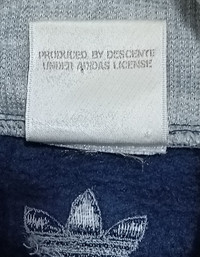 PRODUCED BY DESCENTE
UNDER ADIDAS LICENSE